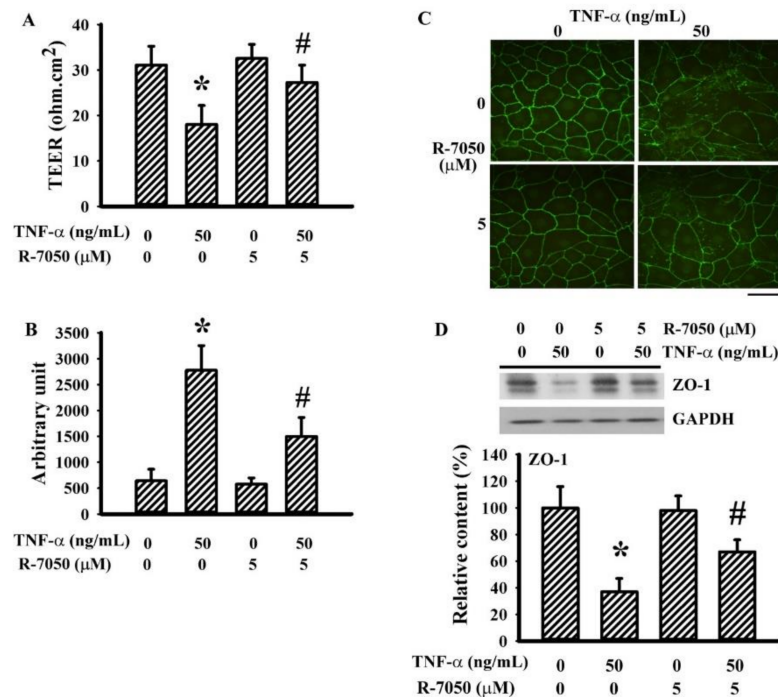 A
TEER (ohm.cm²)
40
30
20
10
0
*
#
TNF-α (ng/mL) 0 50 0 50
R-7050 (μM) 0 0 5 5
B
Arbitrary unit
3500
3000
2500
2000
1500
1000
500
0
*
#
TNF-α (ng/mL) 0 50 0 50
R-7050 (μM) 0 0 5 5
C
TNF-α (ng/mL)
0 50
0
R-7050
(μM)
5
D
0 0 5 5 R-7050 (μM)
0 50 0 50 TNF-α (ng/mL)
ZO-1
GAPDH
Relative content (%)
140
120
100
80
60
40
20
0
ZO-1
*
#
TNF-α (ng/mL) 0 50 0 50
R-7050 (μM) 0 0 5 5